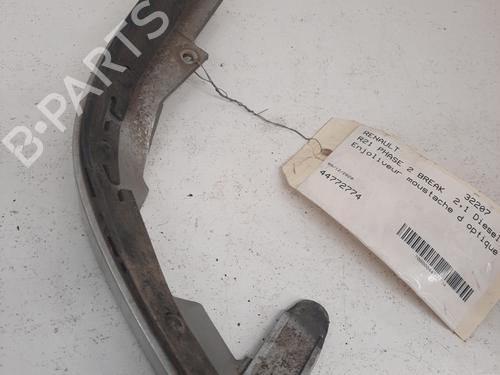 B-PARTS
RENAULT 32207
R21 PHASE 2 BREAK 2.1 Diesel
Enjoliveur moustache d optique
44772774